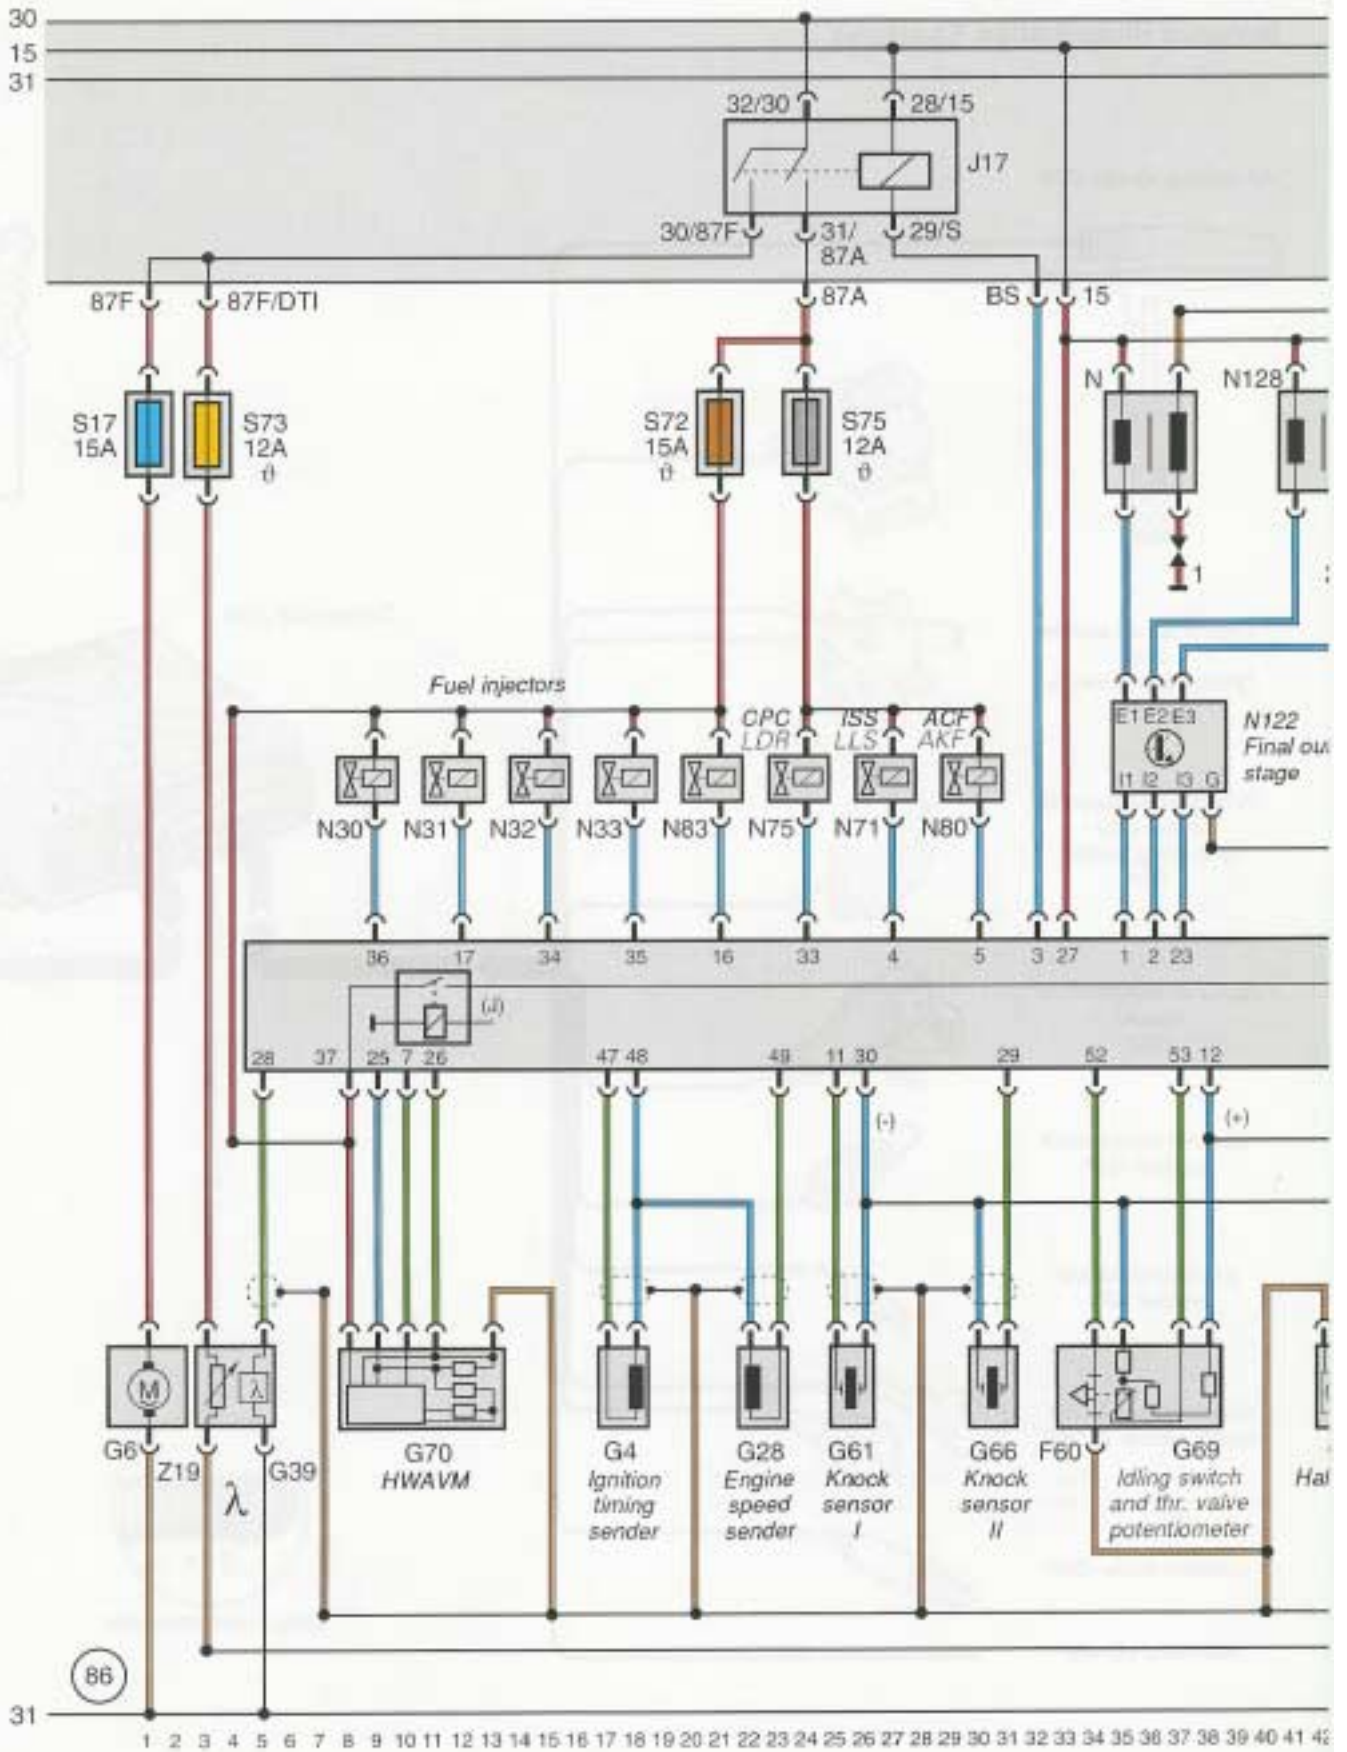 30
15
31
32/30 28/15
J17
30/87F 31/ 29/S
87A
87F 87F/DTI 87A BS 15
N N128
S17 S73 S72 S75
15A 12A 15A 12A
ϑ ϑ ϑ
1
Fuel injectors
CPC ISS ACF
LDR LLS AKF
E1 E2 E3 N122
Final
stage
I1 I2 I3 G
N30 N31 N32 N33 N83 N75 N71 N80
36 17 34 35 16 33 4 5 3 27 1 2 23
(J)
28 37 25 7 26 47 48 49 11 30 29 52 53 12
(-) (+)
M λ
G6 Z19 G39 G70 G4 G28 G61 G66 F60 G69
λ HWAVM Ignition Engine Knock Knock Idling switch
timing speed sensor sensor and thr. valve
sender sender I II potentiometer
86
31
1 2 3 4 5 6 7 8 9 10 11 12 13 14 15 16 17 18 19 20 21 22 23 24 25 26 27 28 29 30 31 32 33 34 35 36 37 38 39 40 41 42